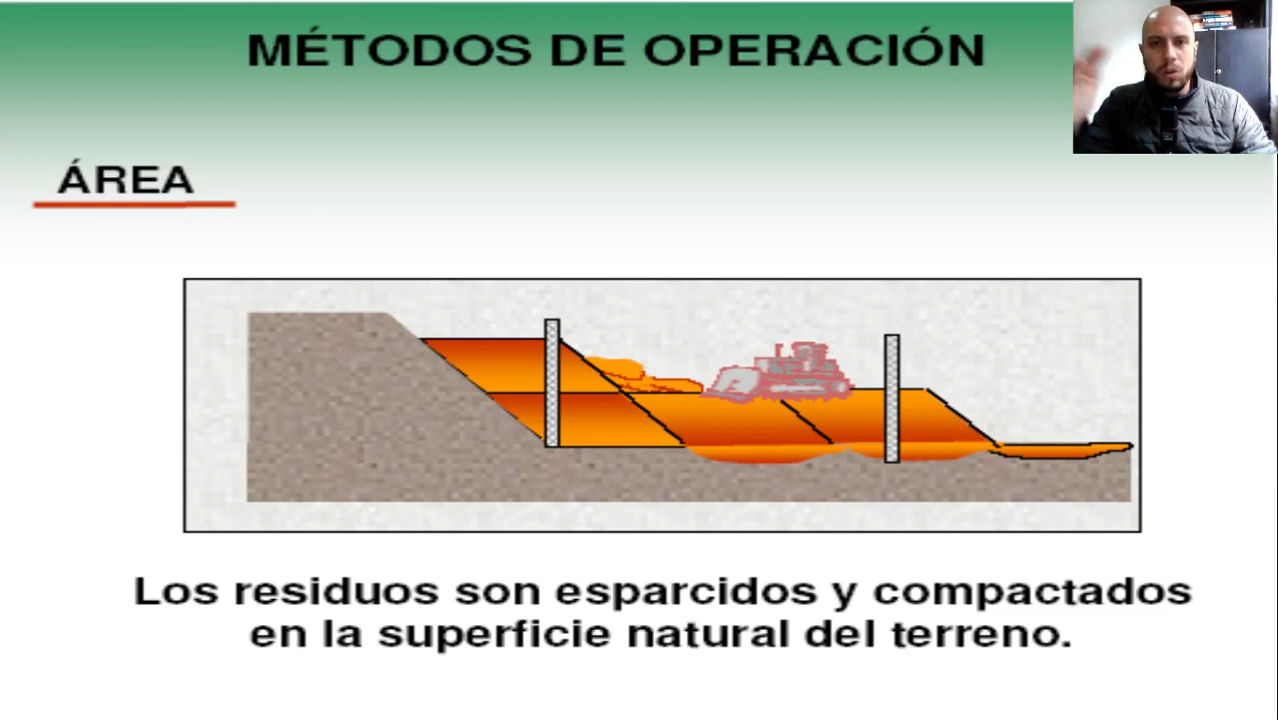 MÉTODOS DE OPERACIÓN
ÁREA
Los residuos son esparcidos y compactados
en la superficie natural del terreno.